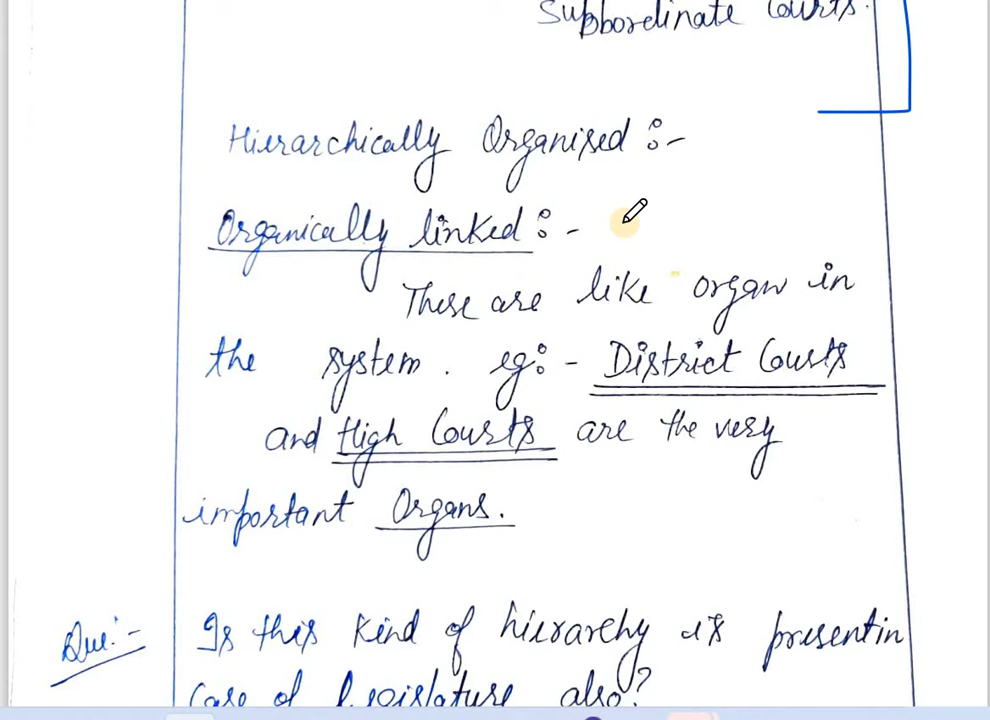 Subbordinate Courts.
Hierarchically Organised :-
Organically linked :-
These are like organ in
the system. eg:- District Courts
and High Courts are the very
important Organs.
Que:- Is this kind of hierarchy is present in
Case of Legislature also?